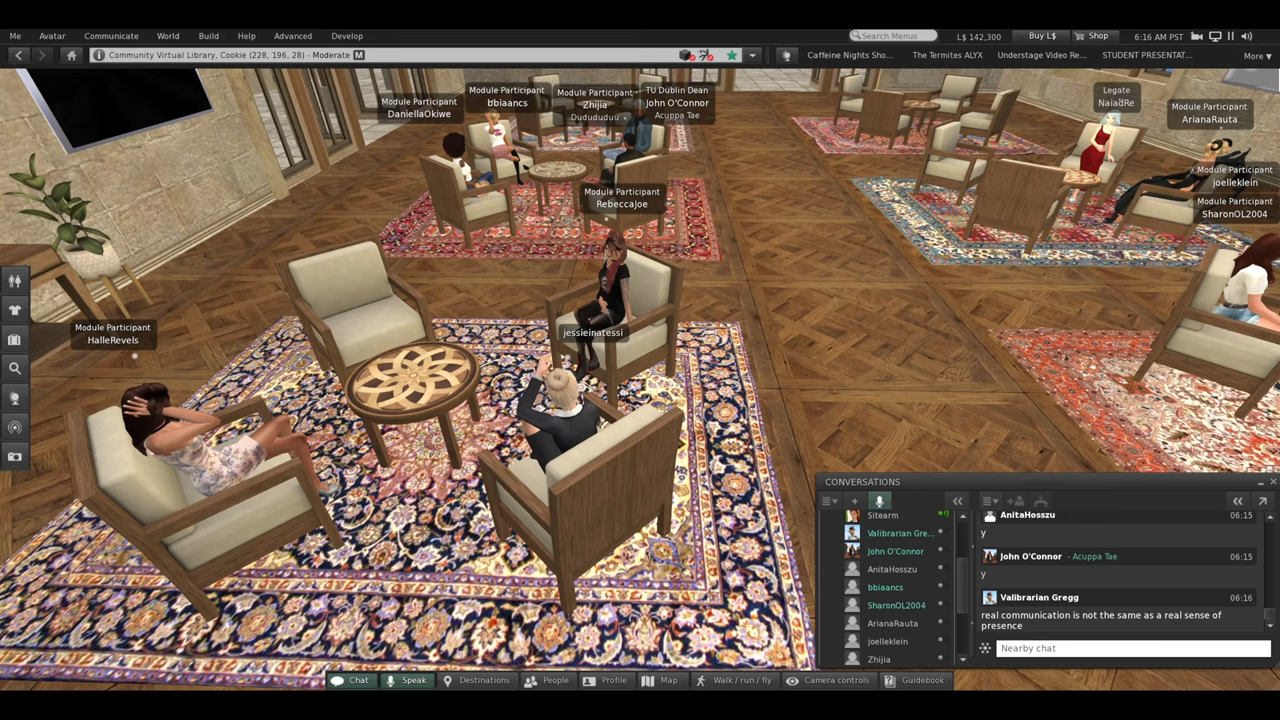 Me Avatar Communicate World Build Help Advanced Develop Search Menus L$ 142,300 Buy L$ Shop 6:16 AM PST
Community Virtual Library, Cookie (228, 196, 28) - Moderate M Caffeine Nights Sho... The Termites ALYX Understage Video Re... STUDENT PRESENTAT... More
Module Participant
DaniellaOkiwe
Module Participant
bbiaancs
Module Participant
Zhijia
Dudududuu
TU Dublin Dean
John O'Connor
Acuppa Tae
Legate
Module Participant
ArianaRauta
Module Participant
joelleklein
Module Participant
SharonOL2004
Module Participant
RebeccaJoe
Module Participant
HalleRevels
jessieinatessi
CONVERSATIONS
Sitearm
Valibrarian Gre...
John O'Connor
AnitaHosszu
bbiaancs
SharonOL2004
ArianaRauta
joelleklein
Zhijia
AnitaHosszu 06:15
y
John O'Connor - Acuppa Tae 06:15
y
Valibrarian Gregg 06:16
real communication is not the same as a real sense of
presence
Nearby chat
Chat Speak Destinations People Profile Map Walk / run / fly Camera controls Guidebook